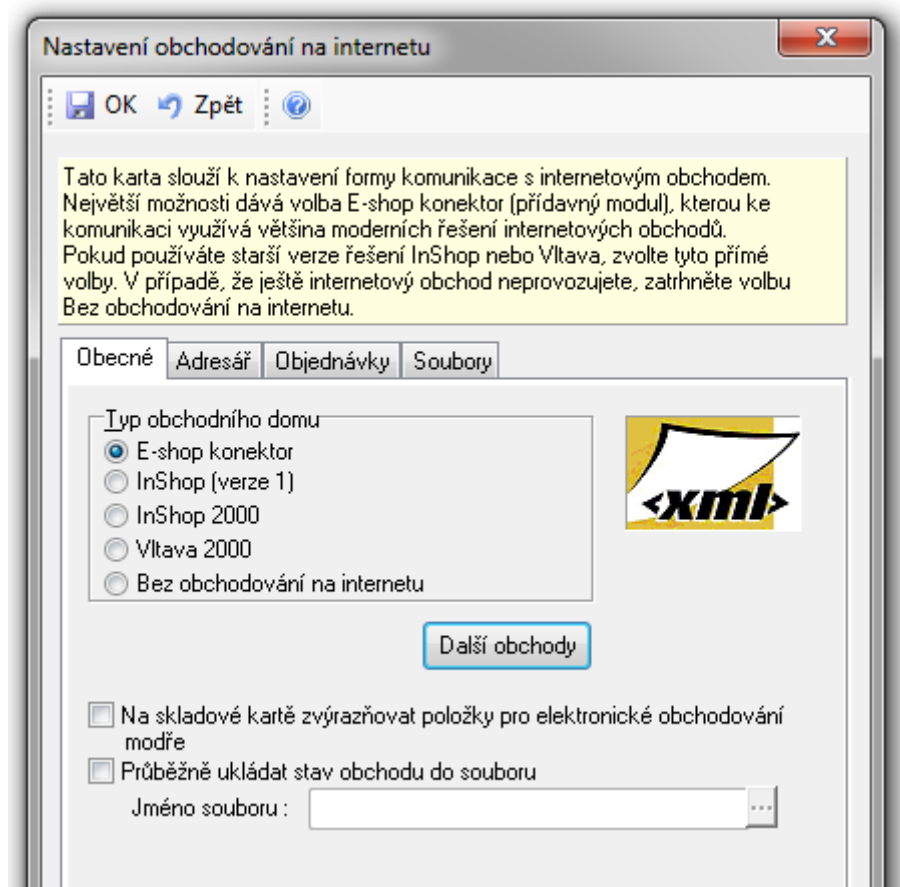 Nastavení obchodování na internetu
OK Zpět
Tato karta slouží k nastavení formy komunikace s internetovým obchodem.
Největší možnosti dává volba E-shop konektor (přídavný modul), kterou ke
komunikaci využívá většina moderních řešení internetových obchodů.
Pokud používáte starší verze řešení InShop nebo Vltava, zvolte tyto přímé
volby. V případě, že ještě internetový obchod neprovozujete, zatrhněte volbu
Bez obchodování na internetu.
Obecné Adresář Objednávky Soubory
Typ obchodního domu
E-shop konektor
InShop (verze 1)
InShop 2000
Vltava 2000
Bez obchodování na internetu
<xml>
Další obchody
Na skladové kartě zvýrazňovat položky pro elektronické obchodování
modře
Průběžně ukládat stav obchodu do souboru
Jméno souboru :
...